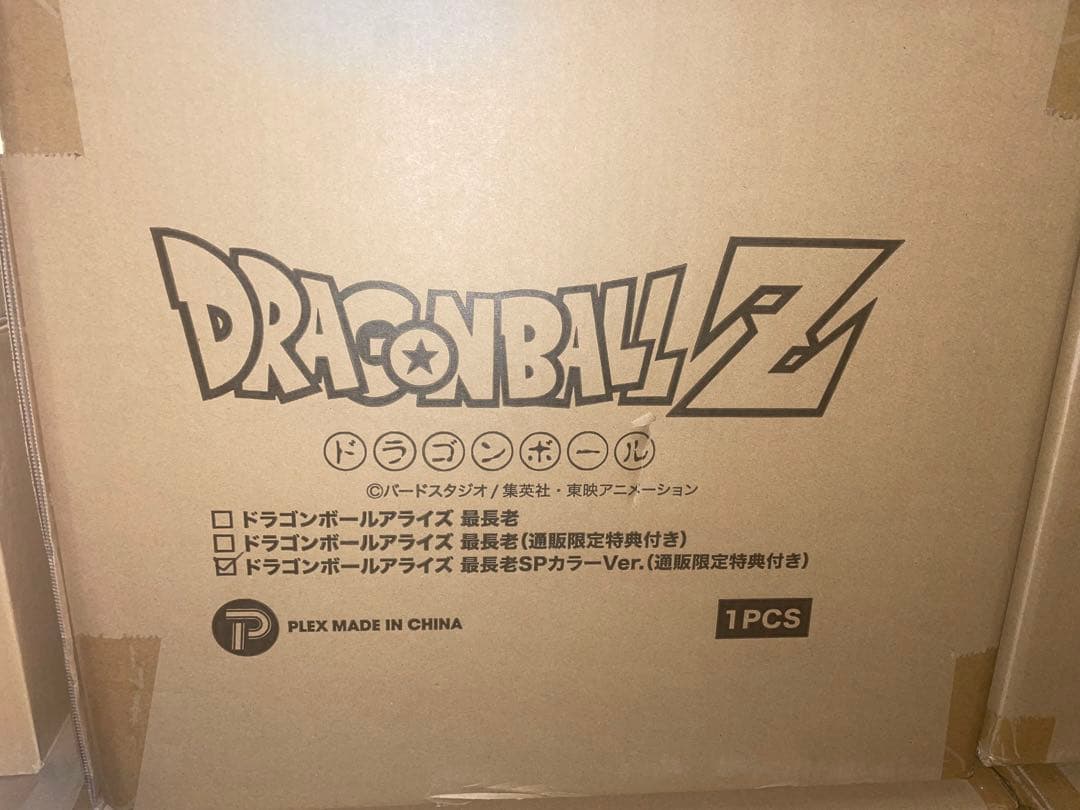 DRAGONBALL Z
ドラゴンボール
©バードスタジオ / 集英社・東映アニメーション
☐ ドラゴンボールアライズ 最長老
☐ ドラゴンボールアライズ 最長老(通販限定特典付き)
☑ ドラゴンボールアライズ 最長老SPカラーVer.(通販限定特典付き)
PLEX MADE IN CHINA
1PCS